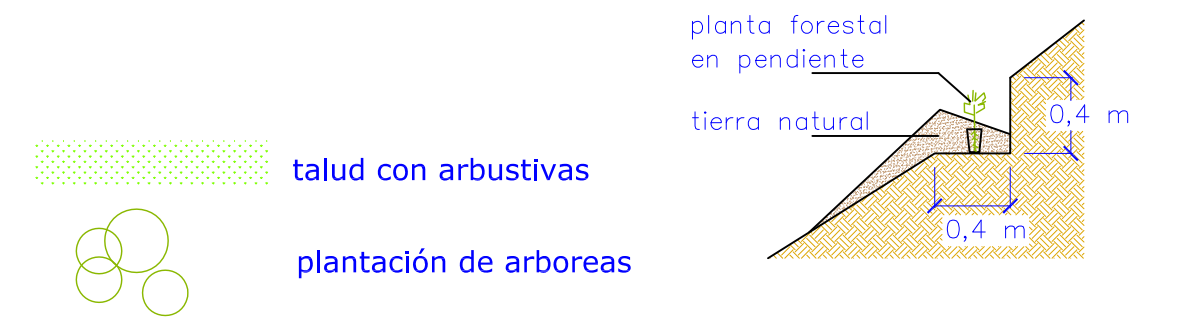 planta forestal
en pendiente
tierra natural
0,4 m
0,4 m
talud con arbustivas
plantación de arboreas